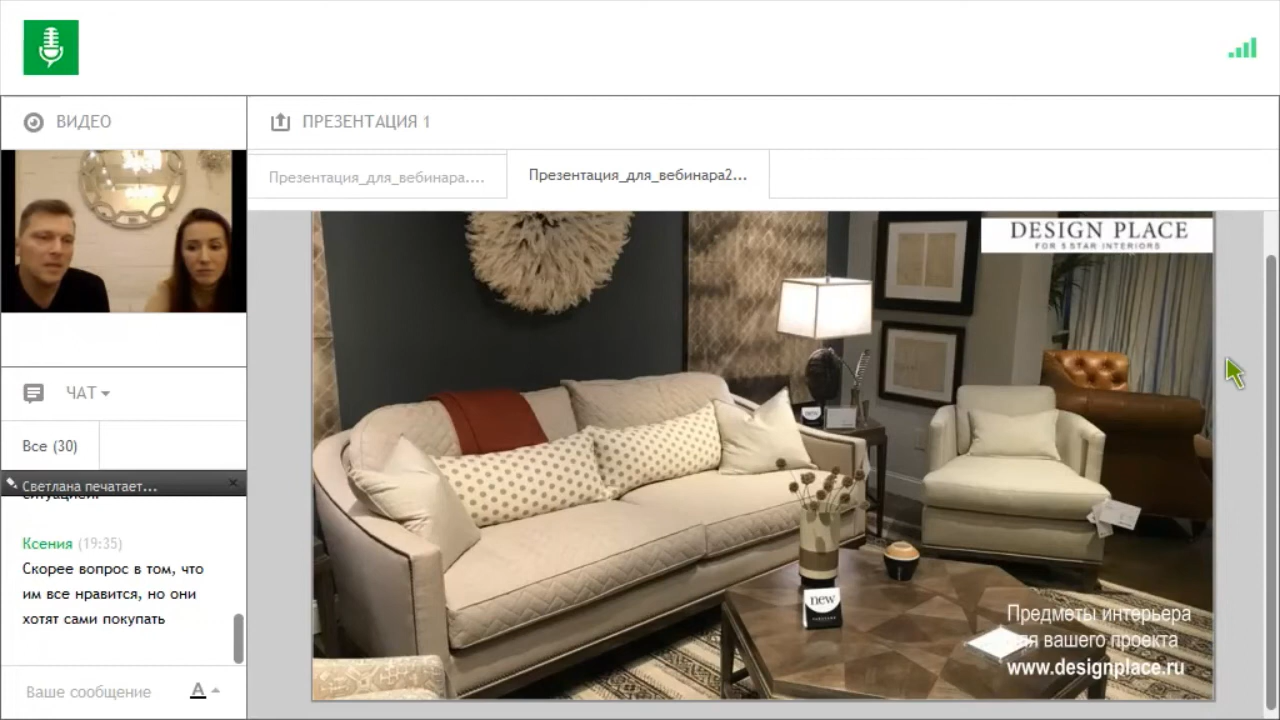 ВИДЕО
ПРЕЗЕНТАЦИЯ 1
Презентация_для_вебинара....
Презентация_для_вебинара2...
DESIGN PLACE
FOR 5 STAR INTERIORS
ЧАТ
Все (30)
Светлана печатает...
ситуацией.
Ксения (19:35)
Скорее вопрос в том, что
им все нравится, но они
хотят сами покупать
Ваше сообщение
A
new
Предметы интерьера
для вашего проекта
www.designplace.ru